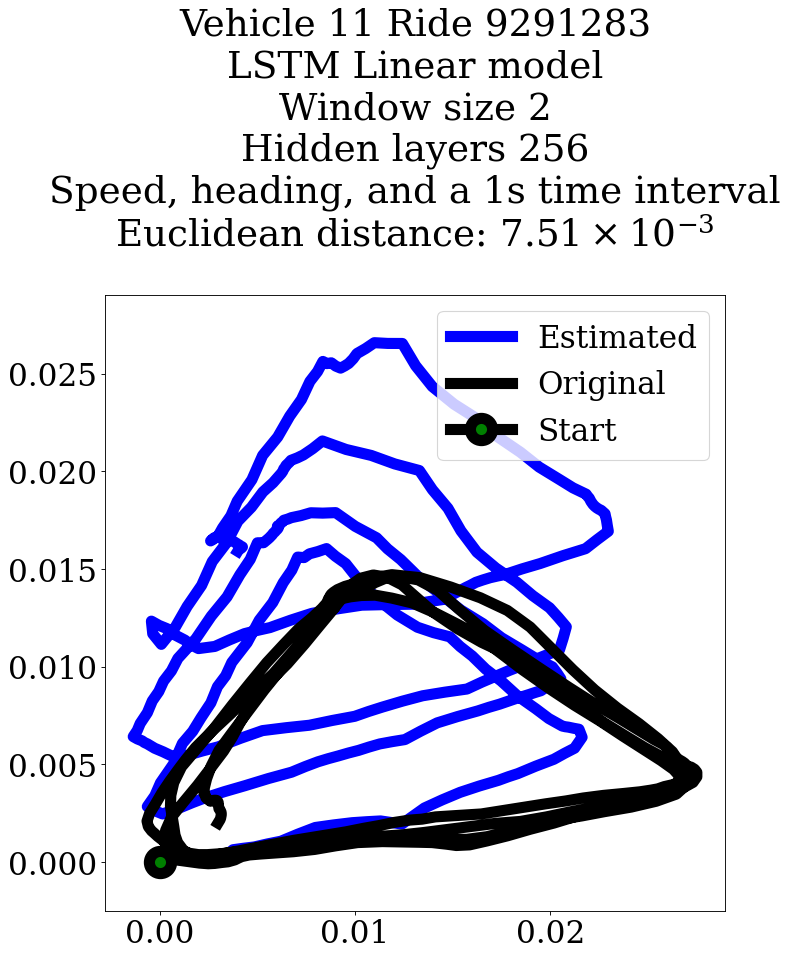 Vehicle 11 Ride 9291283
LSTM Linear model
Window size 2
Hidden layers 256
Speed, heading, and a 1s time interval
Euclidean distance: 7.51 × 10⁻³
Estimated
Original
Start
0.025
0.020
0.015
0.010
0.005
0.000
0.00 0.01 0.02